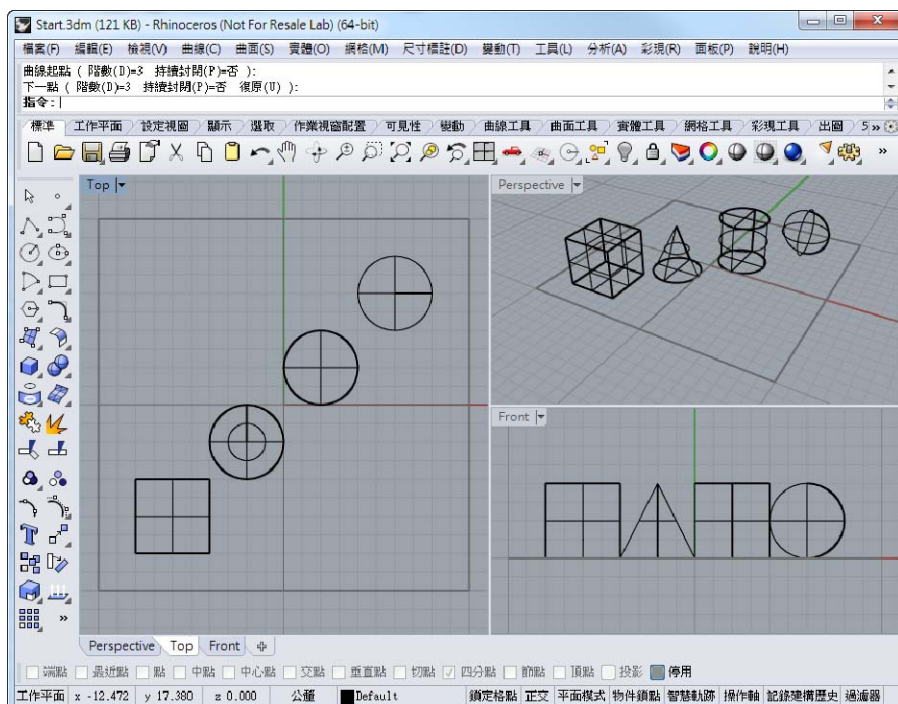 Start.3dm (121 KB) - Rhinoceros (Not For Resale Lab) (64-bit)
檔案(F) 編輯(E) 檢視(V) 曲線(C) 曲面(S) 實體(O) 網格(M) 尺寸標註(D) 變動(T) 工具(L) 分析(A) 彩現(R) 面板(P) 說明(H)
曲線起點 ( 階數(D)=3 持續封閉(P)=否 ):
下一點 ( 階數(D)=3 持續封閉(P)=否 復原(U) ):
指令:
標準 工作平面 設定視圖 顯示 選取 作業視窗配置 可見性 變動 曲線工具 曲面工具 實體工具 網格工具 彩現工具 出圖 5 »
»
Top
Perspective
Front
»
Perspective Top Front
端點 最近點 點 中點 中心點 交點 垂直點 切點 四分點 節點 頂點 投影 停用
工作平面 x -12.472 y 17.380 z 0.000 公釐 Default 鎖定格點 正交 平面模式 物件鎖點 智慧軌跡 操作軸 記錄建構歷史 過濾器